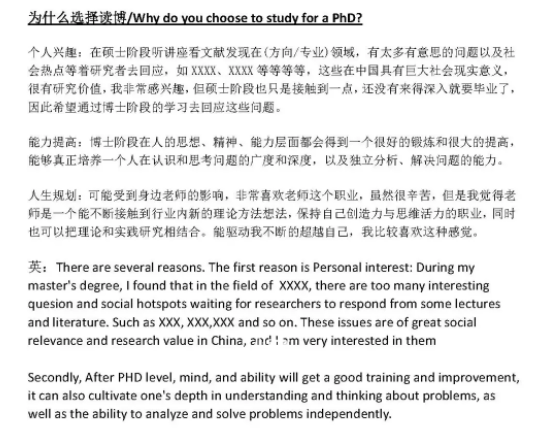 为什么选择读博/Why do you choose to study for a PhD?
个人兴趣：在硕士阶段听讲座看文献发现在(方向/专业)领域，有太多有意思的问题以及社
会热点等着研究者去回应，如 XXXX、XXXX 等等等等，这些在中国具有巨大社会现实意义，
很有研究价值，我非常感兴趣，但硕士阶段也只是接触到一点，还没有来得深入就要毕业了，
因此希望通过博士阶段的学习去回应这些问题。
能力提高：博士阶段在人的思想、精神、能力层面都会得到一个很好的锻炼和很大的提高，
能够真正培养一个人在认识和思考问题的广度和深度，以及独立分析、解决问题的能力。
人生规划：可能受到身边老师的影响，非常喜欢老师这个职业，虽然很辛苦，但是我觉得老
师是一个能不断接触到行业内新的理论方法想法，保持自己创造力与思维活力的职业，同时
也可以把理论和实践研究相结合。能驱动我不断的超越自己，我比较喜欢这种感觉。
英：There are several reasons. The first reason is Personal interest: During my
master's degree, I found that in the field of XXXX, there are too many interesting
quesion and social hotspots waiting for researchers to respond from some lectures
and literature. Such as XXX, XXX,XXX and so on. These issues are of great social
relevance and research value in China, and I am very interested in them
Secondly, After PHD level, mind, and ability will get a good training and improvement,
it can also cultivate one's depth in understanding and thinking about problems, as
well as the ability to analyze and solve problems independently.